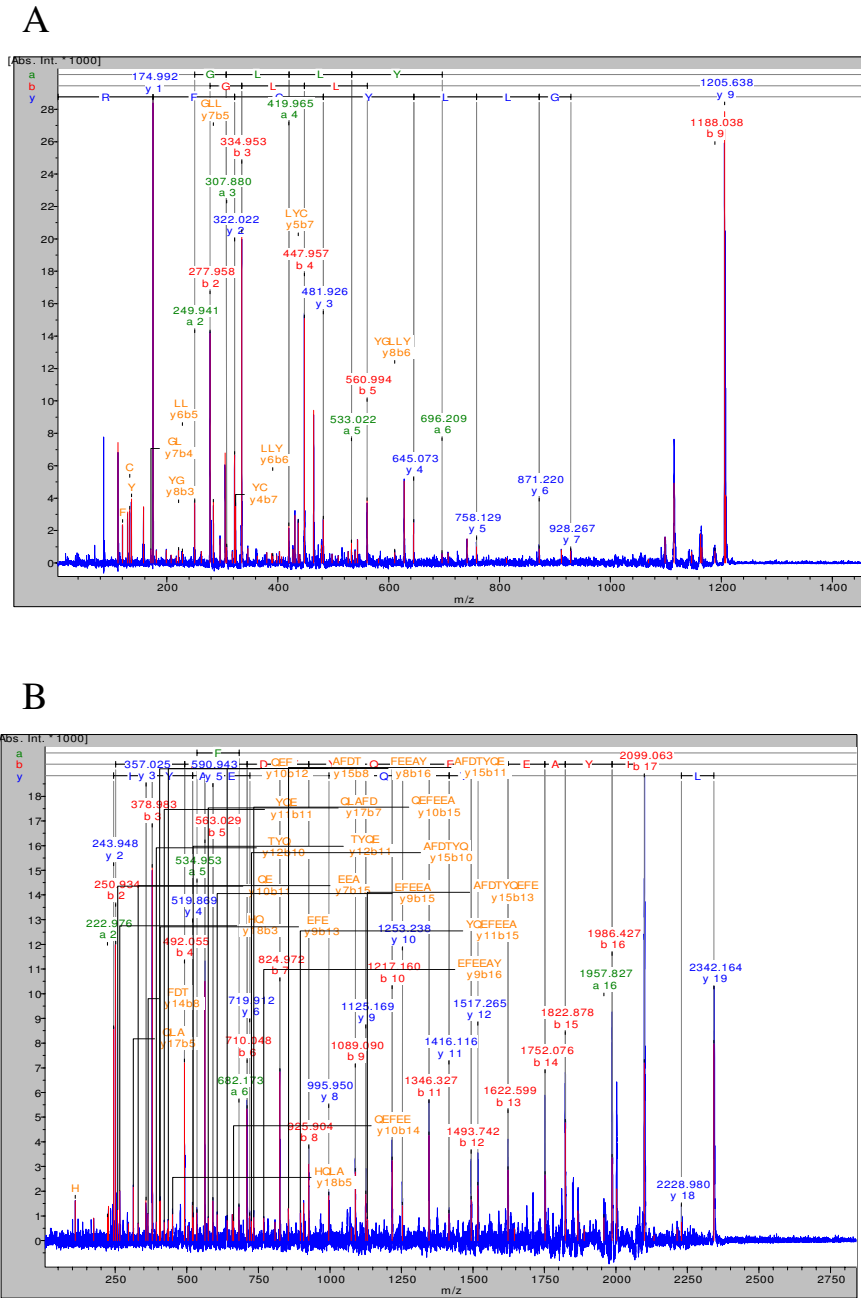 A
[Abs. Int. * 1000]
a G L L Y
b G L L
y R F C Y L L G
174.992
y 1
GLL
y7b5
419.965
a 4
1205.638
y 9
1188.038
b 9
334.953
b 3
307.880
a 3
322.022
y 2
LYC
y5b7
277.958
b 2
447.957
b 4
481.926
y 3
249.941
a 2
YGLLY
y8b6
560.994
b 5
LL
y6b5
533.022
a 5
696.209
a 6
GL
y7b4
LLY
y6b6
645.073
y 4
C
Y
YG
y8b3
YC
y4b7
F
871.220
y 6
758.129
y 5
928.267
y 7
28
26
24
22
20
18
16
14
12
10
8
6
4
2
0
200 400 600 800 1000 1200 1400
m/z
B
Abs. Int. * 1000]
a F
b D Q E A Y
y Y A E Q L
357.025
y 3
590.943
y 5
QEF
y10b12
AFDT
y15b8
FEEAY
y8b16
AFDTYQE
y15b11
2099.063
b 17
378.983
b 3
563.029
b 5
YQE
y11b11
QLAFD
y17b7
QEFEEA
y10b15
243.948
y 2
534.953
a 5
TYQ
y12b10
TYQE
y12b11
AFDTYQ
y15b10
250.934
b 2
519.869
y 4
QE
y10b11
EEA
y7b15
EFEEA
y9b15
AFDTYQEFE
y15b13
222.976
a 2
HQ
y18b3
EFE
y9b13
1253.238
y 10
YQEFEEA
y11b15
492.055
b 4
824.972
b 7
1217.160
b 10
EFEEAY
y9b16
1986.427
b 16
1957.827
a 16
2342.164
y 19
FDT
y14b8
719.912
y 6
1125.169
y 9
1517.265
y 12
1822.878
b 15
QLA
y17b5
710.048
b 6
1089.090
b 9
1416.116
y 11
1752.076
b 14
682.173
a 6
995.950
y 8
1346.327
b 11
1622.599
b 13
925.904
b 8
QEFEE
y10b14
1493.742
b 12
HQLA
y18b5
H
2228.980
y 18
18
17
16
15
14
13
12
11
10
9
8
7
6
5
4
3
2
1
0
250 500 750 1000 1250 1500 1750 2000 2250 2500 2750
m/z